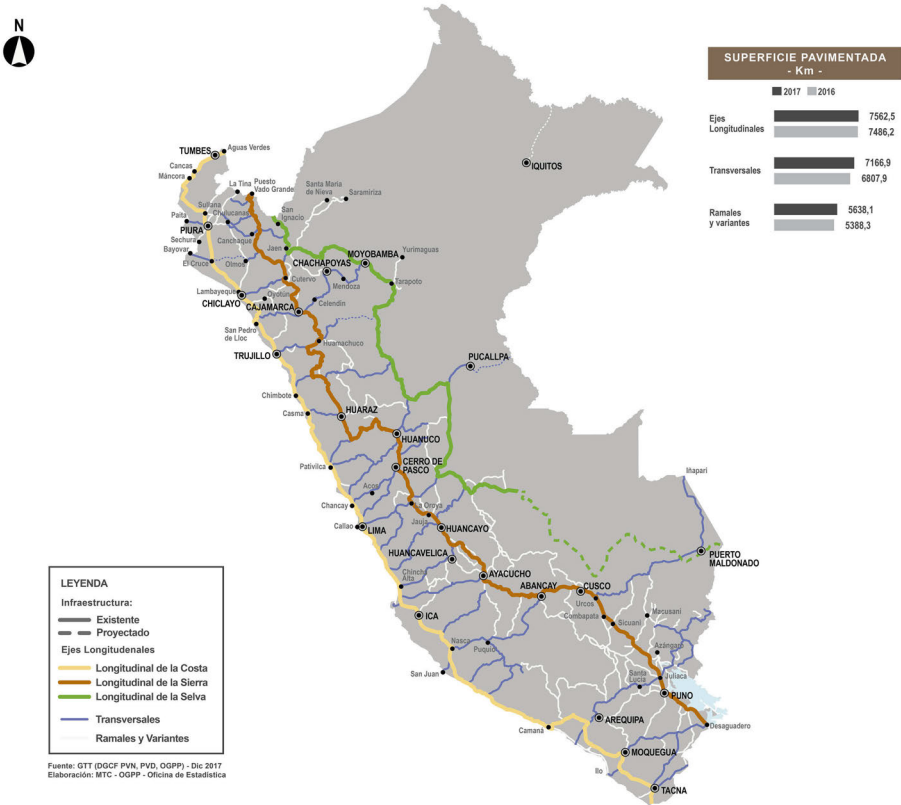 N
SUPERFICIE PAVIMENTADA
- Km -
2017 2016
Ejes
Longitudinales
7562,5
7486,2
Transversales
7166,9
6807,9
Ramales
y variantes
5638,1
5388,3
TUMBES
Aguas Verdes
Cancas
Máncora
La Tina
Puesto
Vado Grande
Santa María
de Nieva
Saramiriza
IQUITOS
Sullana
Chulucanas
San
Ignacio
Paita
PIURA
Canchaque
Sechura
Bayovar
Jaen
El Cruce
Olmos
MOYOBAMBA
Yurimaguas
CHACHAPOYAS
Cutervo
Mendoza
Tarapoto
Lambayeque
Oyotún
CHICLAYO
CAJAMARCA
Celendín
San Pedro
de Lloc
Huamachuco
TRUJILLO
PUCALLPA
Chimbote
Casma
HUARAZ
HUANUCO
CERRO DE
PASCO
Pativilca
Acos
Iñapari
Chancay
La Oroya
Jauja
Callao
LIMA
HUANCAYO
HUANCAVELICA
PUERTO
MALDONADO
Chincha
Alta
AYACUCHO
ABANCAY
CUSCO
Urcos
ICA
Combapata
Macusani
Sicuani
Nasca
Puquio
Azángaro
San Juan
Santa
Lucía
Juliaca
PUNO
AREQUIPA
Camaná
Desaguadero
MOQUEGUA
Ilo
TACNA
LEYENDA
Infraestructura:
Existente
Proyectado
Ejes Longitudenales
Longitudinal de la Costa
Longitudinal de la Sierra
Longitudinal de la Selva
Transversales
Ramales y Variantes
Fuente: GTT (DGCF PVN, PVD, OGPP) - Dic 2017
Elaboración: MTC - OGPP - Oficina de Estadística